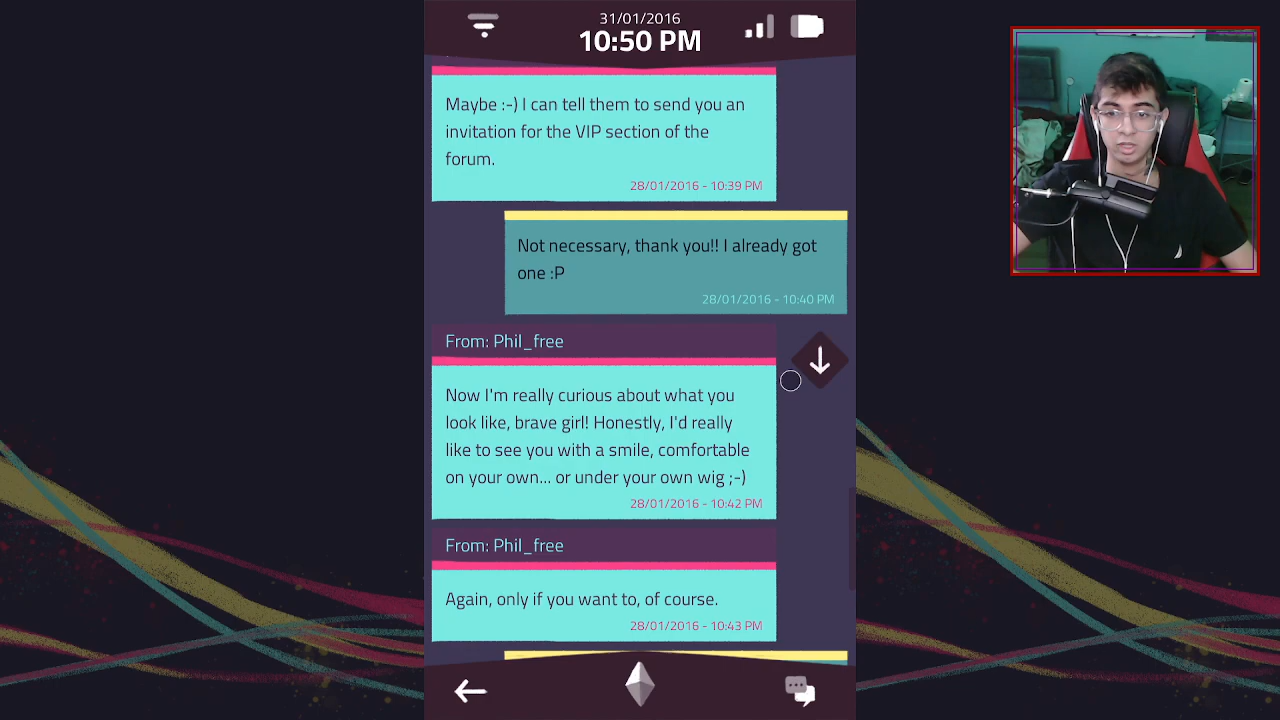 31/01/2016
10:50 PM
Maybe :-) I can tell them to send you an
invitation for the VIP section of the
forum.
28/01/2016 - 10:39 PM
Not necessary, thank you!! I already got
one :P
28/01/2016 - 10:40 PM
From: Phil_free
Now I'm really curious about what you
look like, brave girl! Honestly, I'd really
like to see you with a smile, comfortable
on your own... or under your own wig ;-)
28/01/2016 - 10:42 PM
From: Phil_free
Again, only if you want to, of course.
28/01/2016 - 10:43 PM